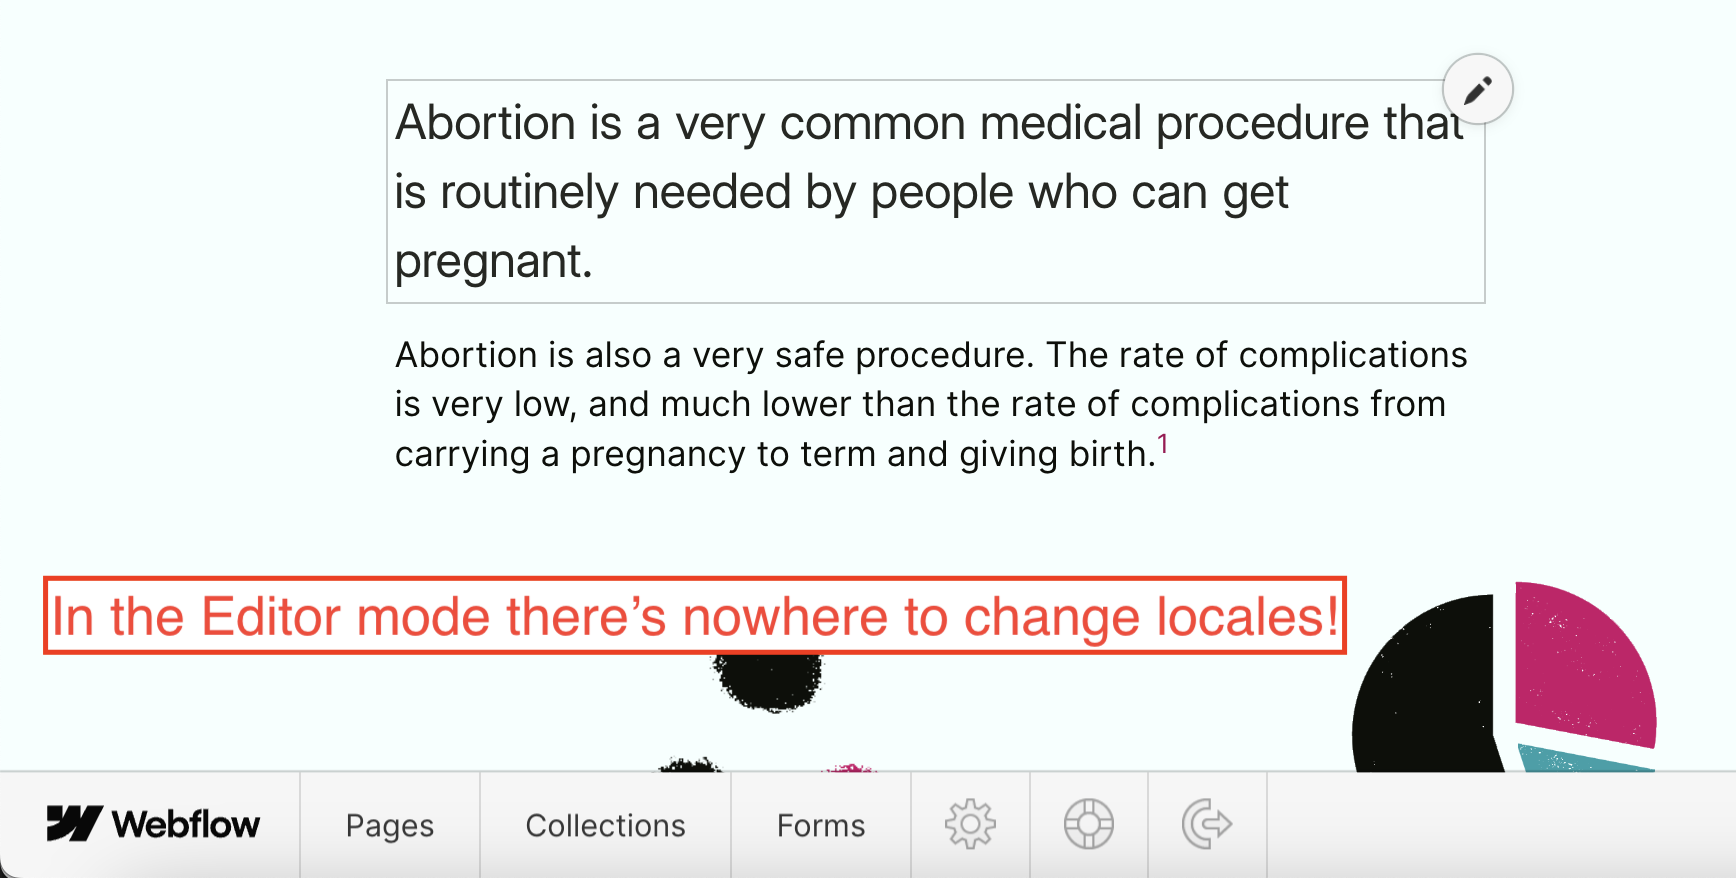 Abortion is a very common medical procedure that
is routinely needed by people who can get
pregnant.
Abortion is also a very safe procedure. The rate of complications
is very low, and much lower than the rate of complications from
carrying a pregnancy to term and giving birth.1
In the Editor mode there’s nowhere to change locales!
Webflow Pages Collections Forms